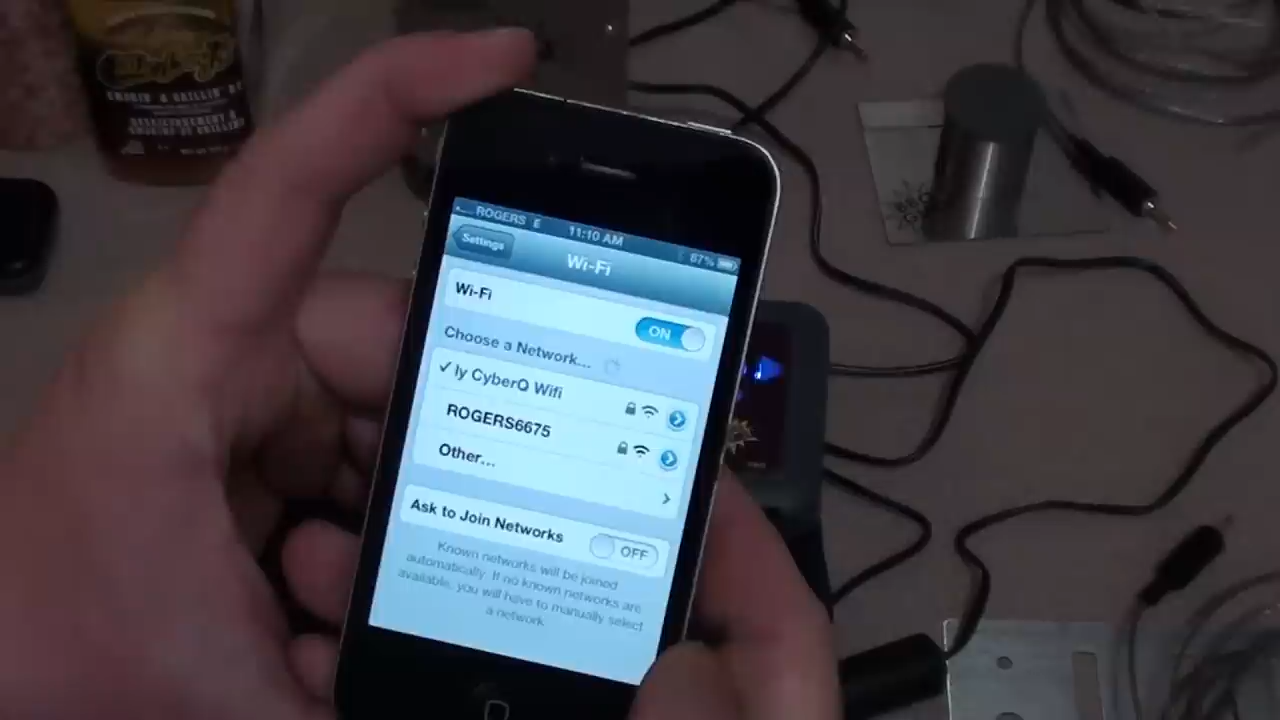 SMOKIN' & GRILLIN'
ROGERS E 11:10 AM 67%
Settings
Wi-Fi
Wi-Fi
ON
Choose a Network...
ly CyberQ Wifi
ROGERS6675
Other...
Ask to Join Networks
OFF
Known networks will be joined
automatically. If no known networks are
available, you will have to manually select
a network.